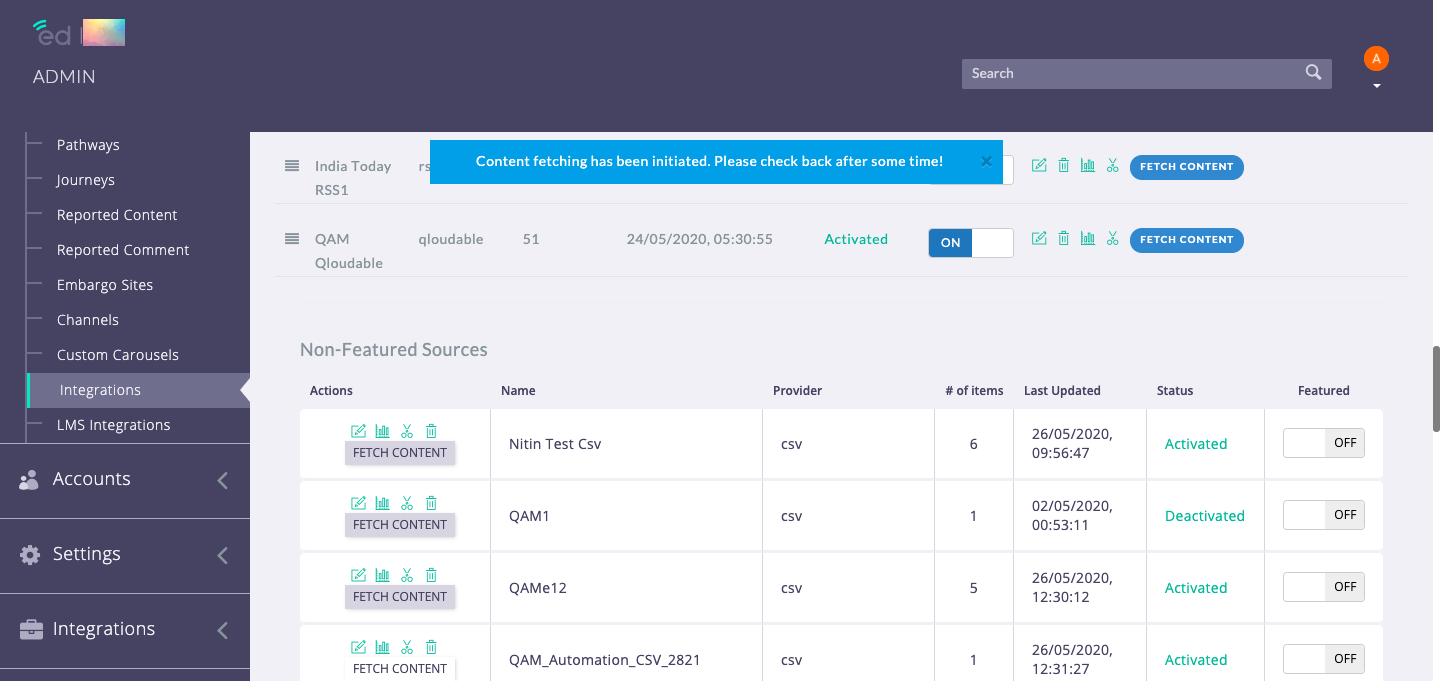 ed
ADMIN
Search
A
Pathways
Journeys
Reported Content
Reported Comment
Embargo Sites
Channels
Custom Carousels
Integrations
LMS Integrations
Accounts
Settings
Integrations
Content fetching has been initiated. Please check back after some time!
India Today
RSS1
FETCH CONTENT
QAM
Qloudable
qloudable
51
24/05/2020, 05:30:55
Activated
ON
FETCH CONTENT
Non-Featured Sources
Actions Name Provider # of items Last Updated Status Featured
FETCH CONTENT
Nitin Test Csv
csv
6
26/05/2020,
09:56:47
Activated
OFF
FETCH CONTENT
QAM1
csv
1
02/05/2020,
00:53:11
Deactivated
OFF
FETCH CONTENT
QAMe12
csv
5
26/05/2020,
12:30:12
Activated
OFF
FETCH CONTENT
QAM_Automation_CSV_2821
csv
1
26/05/2020,
12:31:27
Activated
OFF